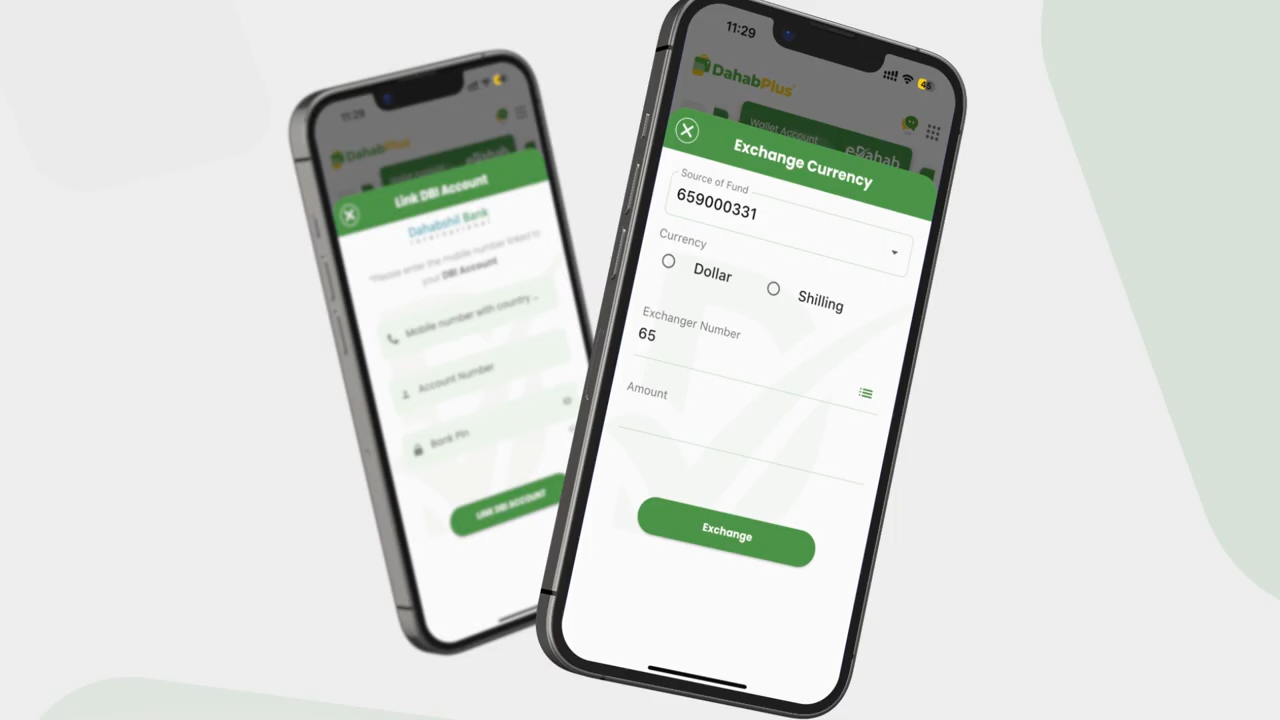 11:29
DahabPlus
Link DBI Account
Dahabshil Bank
International
*Please enter the mobile number linked to
your DBI Account
Mobile number with country ..
Account Number
Bank Pin
LINK DBI ACCOUNT
11:29
45
DahabPlus
Wallet Account
eDahab
Exchange Currency
Source of Fund
659000331
Currency
Dollar
Shilling
Exchanger Number
65
Amount
Exchange